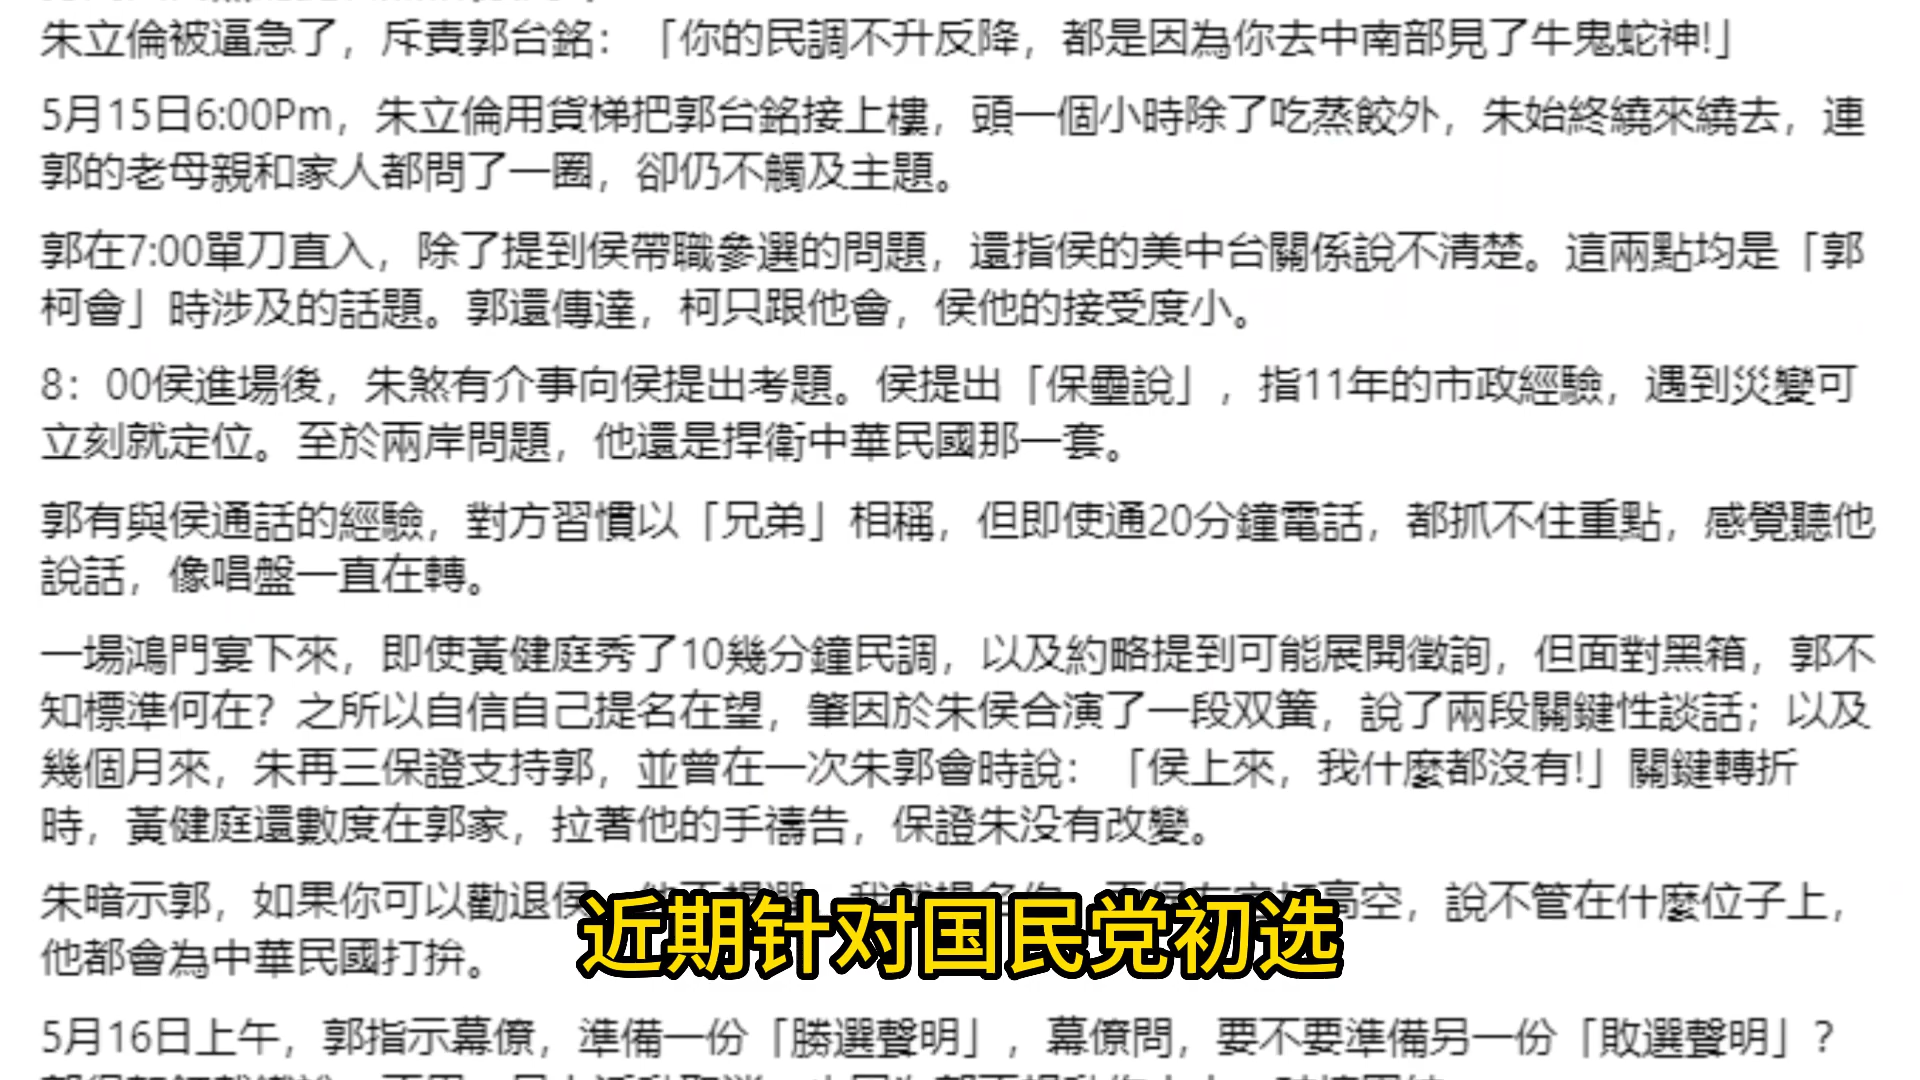 朱立倫被逼急了，斥責郭台銘：「你的民調不升反降，都是因為你去中南部見了牛鬼蛇神!」
5月15日6:00Pm，朱立倫用貨梯把郭台銘接上樓，頭一個小時除了吃蒸餃外，朱始終繞來繞去，連
郭的老母親和家人都問了一圈，卻仍不觸及主題。
郭在7:00單刀直入，除了提到侯帶職參選的問題，還指侯的美中台關係說不清楚。這兩點均是「郭
柯會」時涉及的話題。郭還傳達，柯只跟他會，侯他的接受度小。
8：00侯進場後，朱煞有介事向侯提出考題。侯提出「保壘說」，指11年的市政經驗，遇到災變可
立刻就定位。至於兩岸問題，他還是捍衛中華民國那一套。
郭有與侯通話的經驗，對方習慣以「兄弟」相稱，但即使通20分鐘電話，都抓不住重點，感覺聽他
說話，像唱盤一直在轉。
一場鴻門宴下來，即使黃健庭秀了10幾分鐘民調，以及約略提到可能展開徵詢，但面對黑箱，郭不
知標準何在？之所以自信自己提名在望，肇因於朱侯合演了一段双簧，說了兩段關鍵性談話；以及
幾個月來，朱再三保證支持郭，並曾在一次朱郭會時說：「侯上來，我什麼都沒有!」關鍵轉折
時，黃健庭還數度在郭家，拉著他的手禱告，保證朱没有改變。
朱暗示郭，如果你可以勸退侯，高空，說不管在什麼位子上，
他都會為中華民國打拚。
近期针对国民党初选
5月16日上午，郭指示幕僚，準備一份「勝選聲明」，幕僚問，要不要準備另一份「敗選聲明」？